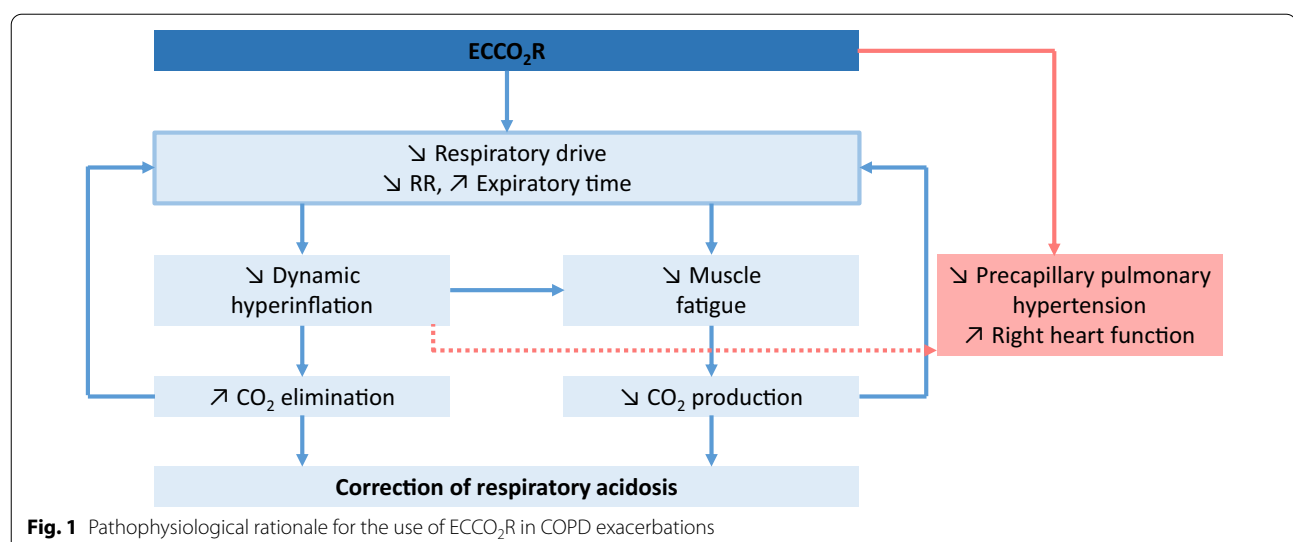 ECCO₂R
↘ Respiratory drive
↘ RR, ↗ Expiratory time
↘ Dynamic
hyperinflation
↘ Muscle
fatigue
↘ Precapillary pulmonary
hypertension
↗ Right heart function
↗ CO₂ elimination
↘ CO₂ production
Correction of respiratory acidosis
Fig. 1 Pathophysiological rationale for the use of ECCO₂R in COPD exacerbations